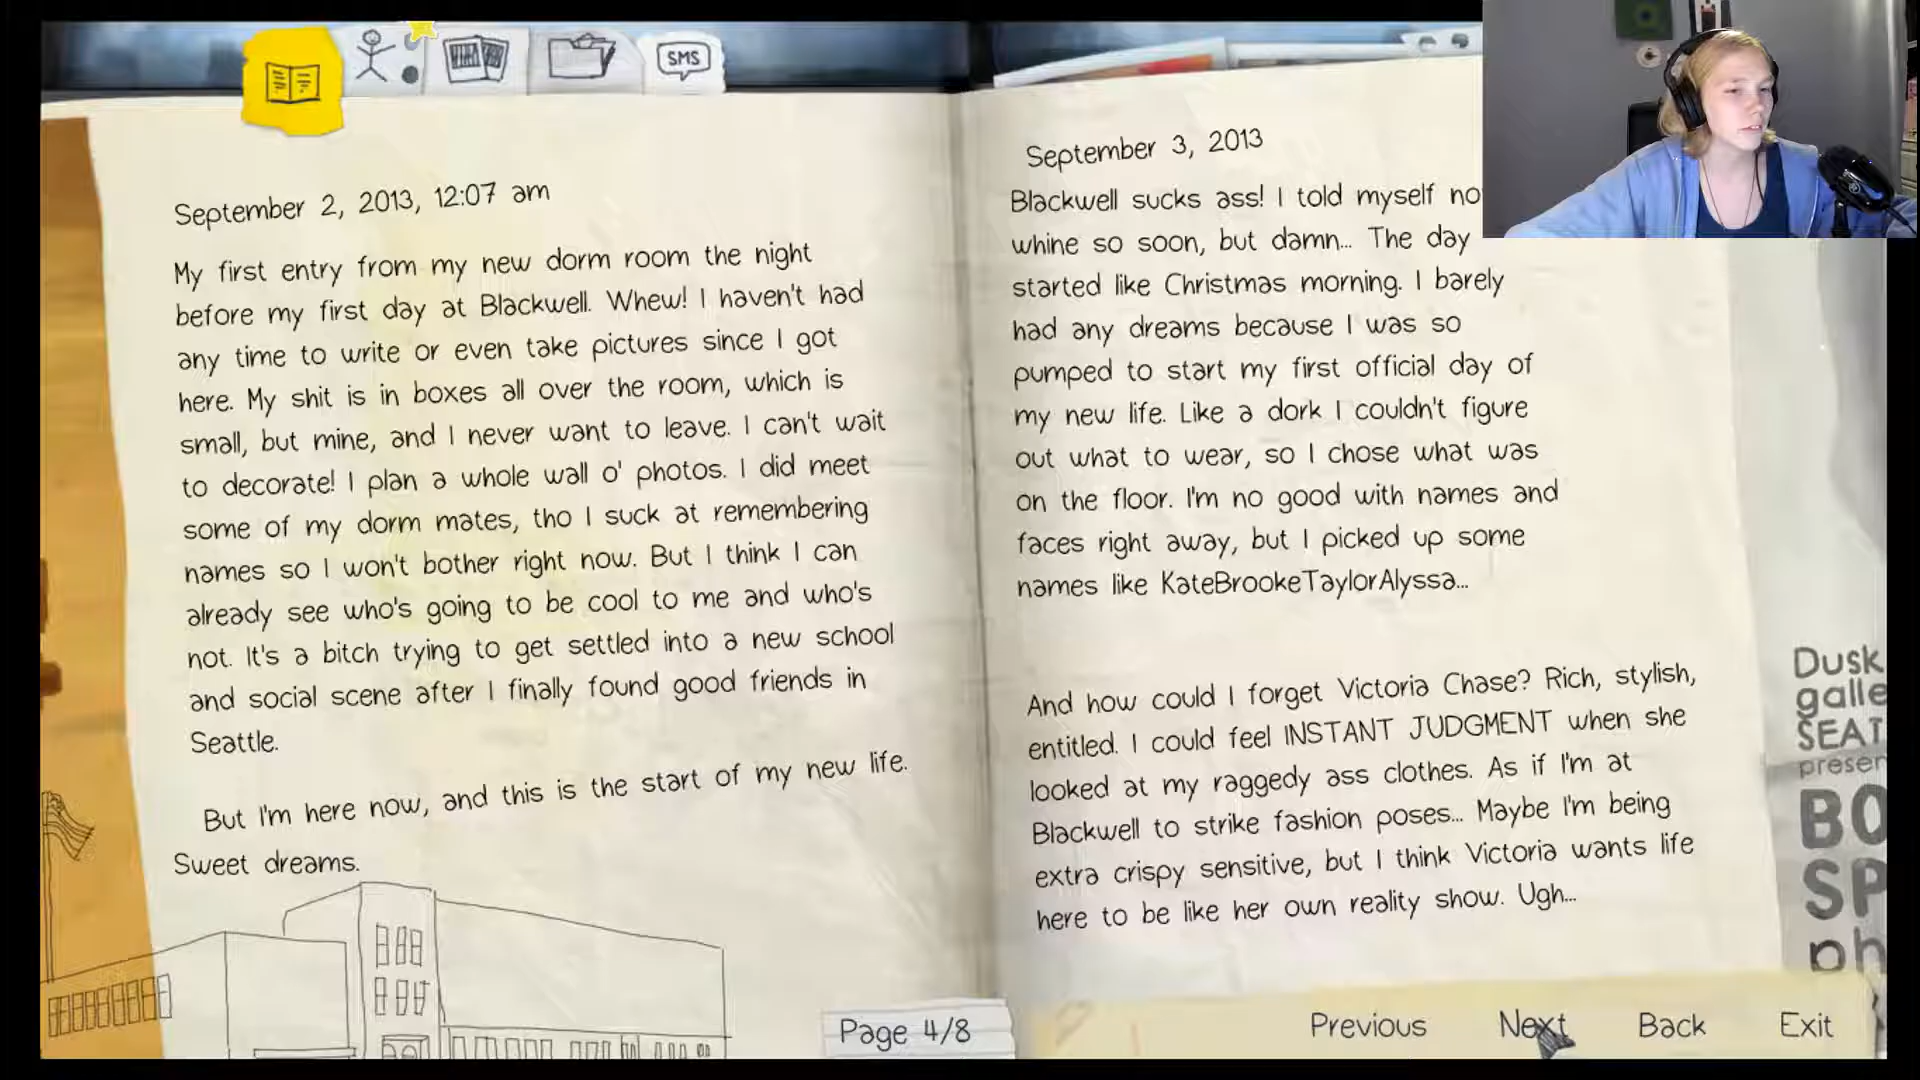 SMS
September 2, 2013, 12:07 am
My first entry from my new dorm room the night
before my first day at Blackwell. Whew! I haven't had
any time to write or even take pictures since I got
here. My shit is in boxes all over the room, which is
small, but mine, and I never want to leave. I can't wait
to decorate! I plan a whole wall o' photos. I did meet
some of my dorm mates, tho I suck at remembering
names so I won't bother right now. But I think I can
already see who's going to be cool to me and who's
not. It's a bitch trying to get settled into a new school
and social scene after I finally found good friends in
Seattle.
But I'm here now, and this is the start of my new life.
Sweet dreams.
September 3, 2013
Blackwell sucks ass! I told myself no
whine so soon, but damn... The day
started like Christmas morning. I barely
had any dreams because I was so
pumped to start my first official day of
my new life. Like a dork I couldn't figure
out what to wear, so I chose what was
on the floor. I'm no good with names and
faces right away, but I picked up some
names like KateBrookeTaylorAlyssa...
And how could I forget Victoria Chase? Rich, stylish,
entitled. I could feel INSTANT JUDGMENT when she
looked at my raggedy ass clothes. As if I'm at
Blackwell to strike fashion poses... Maybe I'm being
extra crispy sensitive, but I think Victoria wants life
here to be like her own reality show. Ugh...
Dusk
galle
SEAT
presen
BO
SP
ph
Page 4/8
Previous
Next
Back
Exit